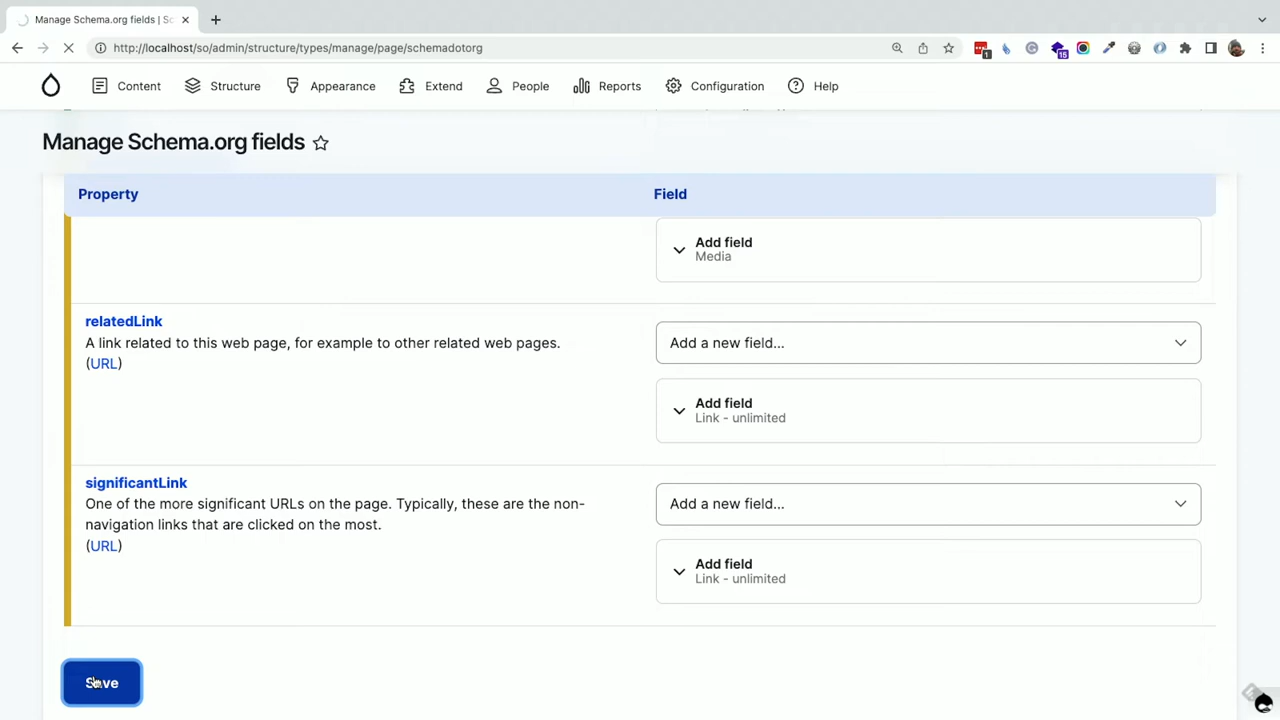 Manage Schema.org fields | Sc
http://localhost/so/admin/structure/types/manage/page/schemadotorg
1
15
Content
Structure
Appearance
Extend
People
Reports
Configuration
Help
Manage Schema.org fields
Property
Field
Add field
Media
relatedLink
A link related to this web page, for example to other related web pages.
(URL)
Add a new field...
Add field
Link - unlimited
significantLink
One of the more significant URLs on the page. Typically, these are the non-
navigation links that are clicked on the most.
(URL)
Add a new field...
Add field
Link - unlimited
Save